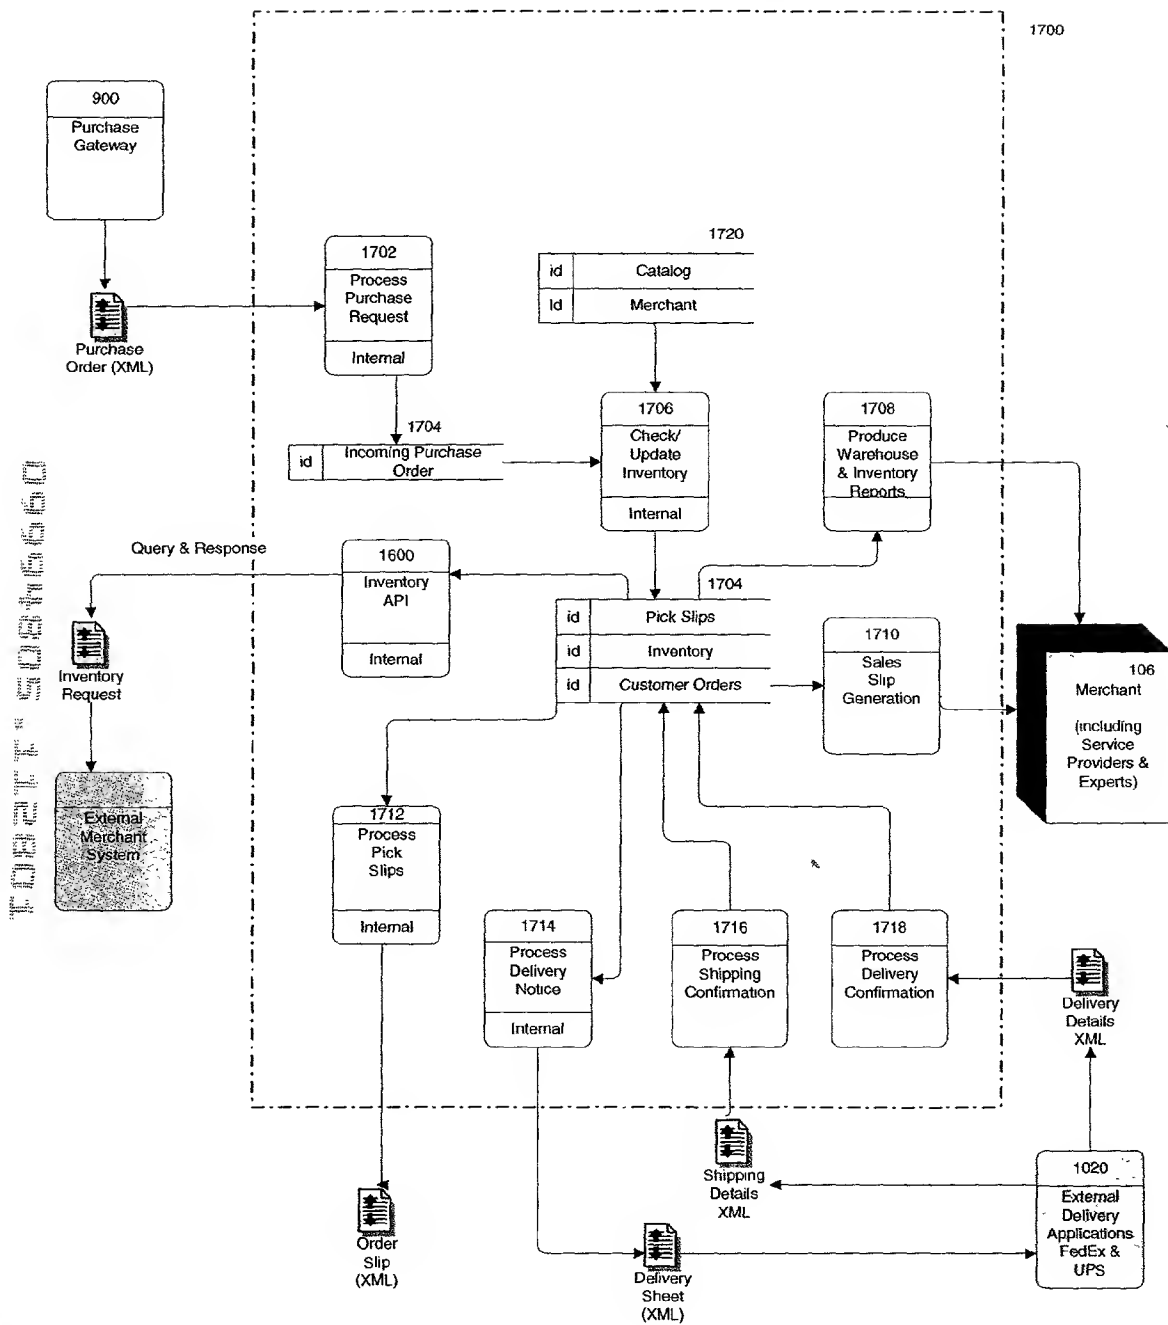 1700
900
Purchase
Gateway
1702
Process
Purchase
Request
Internal
1720
id Catalog
Id Merchant
Purchase
Order (XML)
1704
id Incoming Purchase
Order
1706
Check/
Update
Inventory
Internal
1708
Produce
Warehouse
& Inventory
Reports
Query & Response
1600
Inventory
API
Internal
1704
id Pick Slips
id Inventory
id Customer Orders
1710
Sales
Slip
Generation
Inventory
Request
106
Merchant
(including
Service
Providers &
Experts)
External
Merchant
System
1712
Process
Pick
Slips
Internal
1714
Process
Delivery
Notice
Internal
1716
Process
Shipping
Confirmation
1718
Process
Delivery
Confirmation
Delivery
Details
XML
Shipping
Details
XML
1020
External
Delivery
Applications
FedEx &
UPS
Order
Slip
(XML)
Delivery
Sheet
(XML)